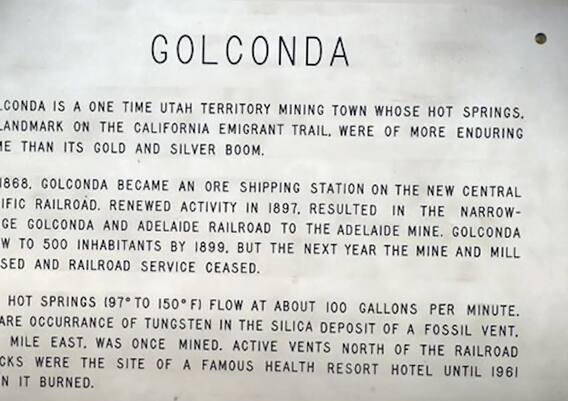 GOLCONDA
LCONDA IS A ONE TIME UTAH TERRITORY MINING TOWN WHOSE HOT SPRINGS,
LANDMARK ON THE CALIFORNIA EMIGRANT TRAIL, WERE OF MORE ENDURING
ME THAN ITS GOLD AND SILVER BOOM.
1868, GOLCONDA BECAME AN ORE SHIPPING STATION ON THE NEW CENTRAL
IFIC RAILROAD. RENEWED ACTIVITY IN 1897, RESULTED IN THE NARROW-
GE GOLCONDA AND ADELAIDE RAILROAD TO THE ADELAIDE MINE. GOLCONDA
W TO 500 INHABITANTS BY 1899, BUT THE NEXT YEAR THE MINE AND MILL
SED AND RAILROAD SERVICE CEASED.
HOT SPRINGS (97° TO 150° F) FLOW AT ABOUT 100 GALLONS PER MINUTE.
ARE OCCURRANCE OF TUNGSTEN IN THE SILICA DEPOSIT OF A FOSSIL VENT,
MILE EAST, WAS ONCE MINED. ACTIVE VENTS NORTH OF THE RAILROAD
CKS WERE THE SITE OF A FAMOUS HEALTH RESORT HOTEL UNTIL 1961
N IT BURNED.